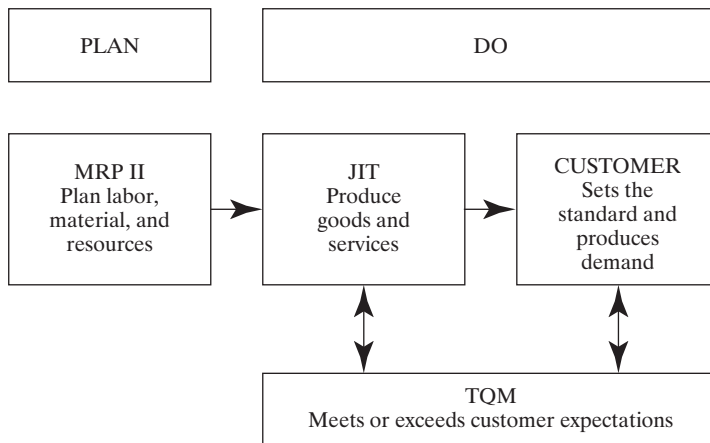 PLAN
DO
MRP II
Plan labor,
material, and
resources
JIT
Produce
goods and
services
CUSTOMER
Sets the
standard and
produces
demand
TQM
Meets or exceeds customer expectations